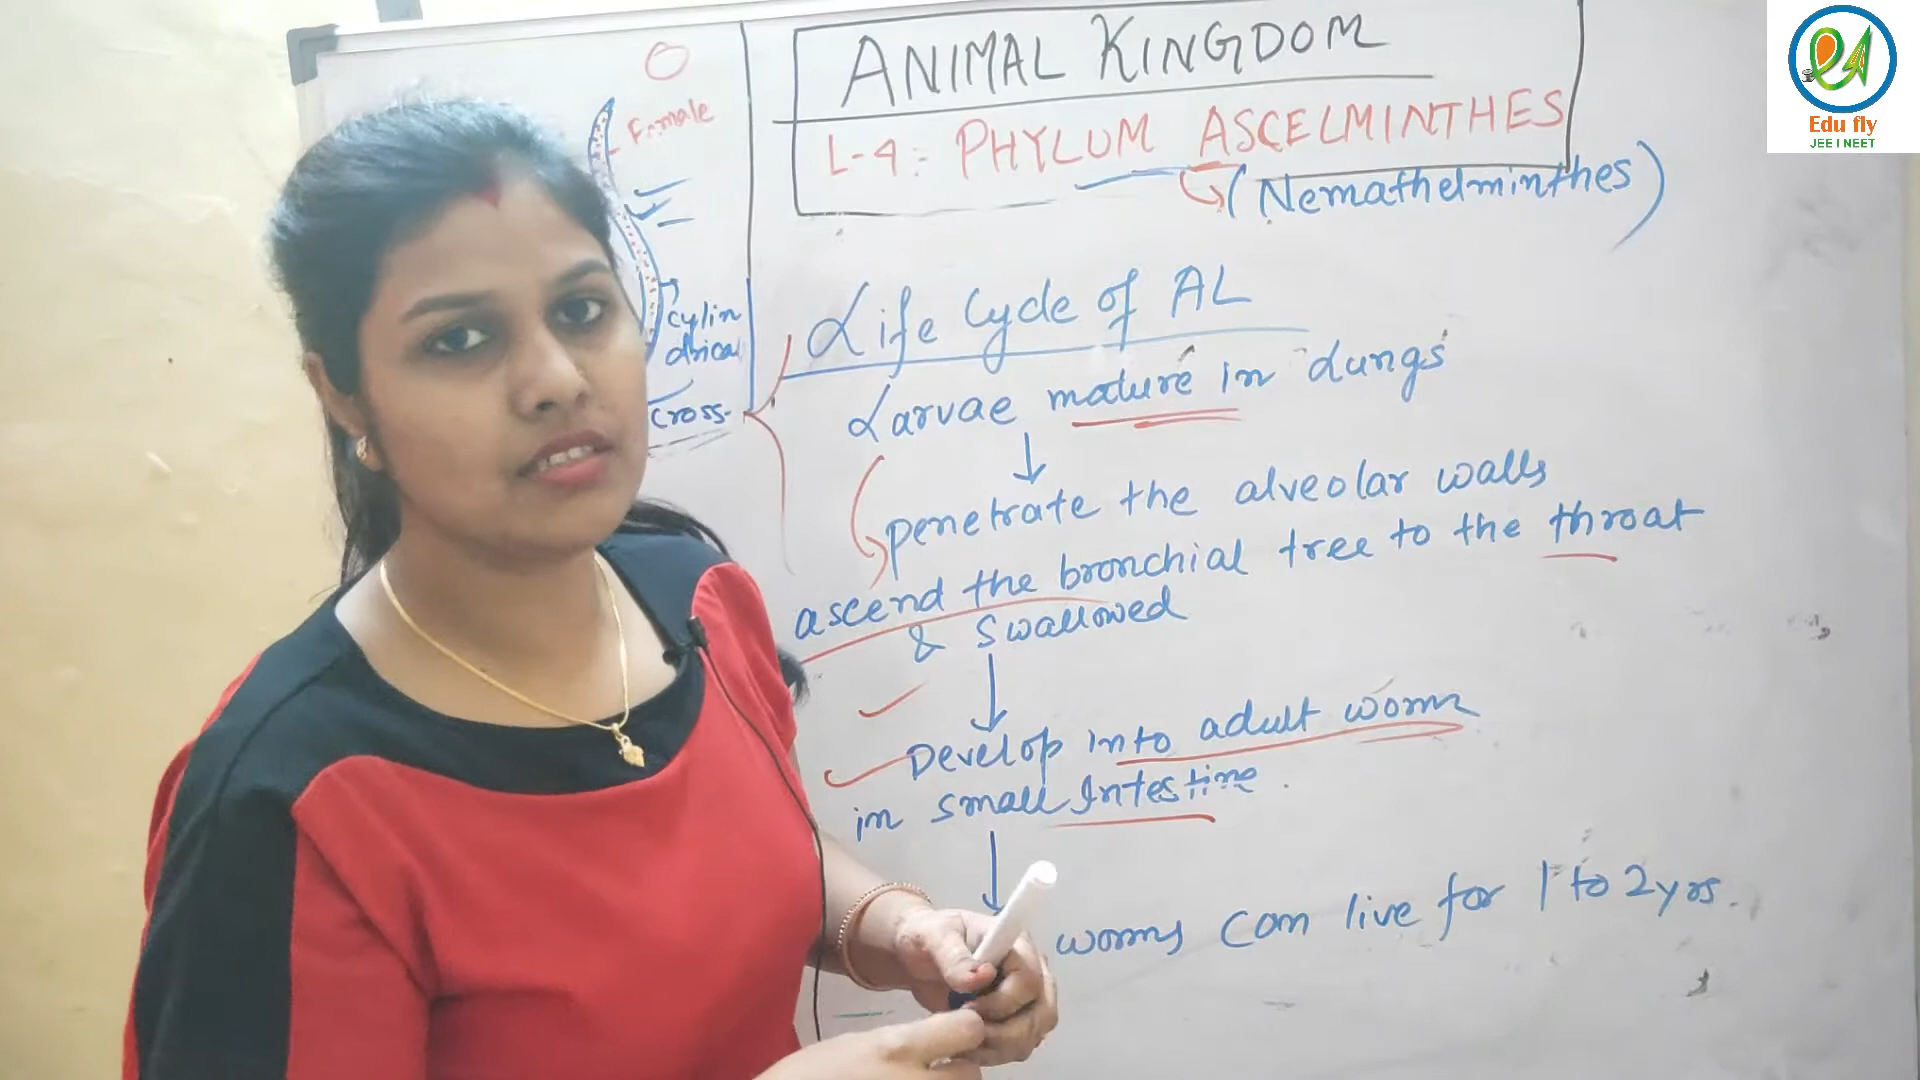 ANIMAL KINGDOM
L-4: PHYLUM ASCELMINTHES
(Nemathelminthes)
Female
cylin
drical
cross-
Life Cycle of AL
Larvae mature in Lungs
penetrate the alveolar walls
ascend the bronchial tree to the throat
& Swallowed
Develop into adult worm
in small Intestine.
worms can live for 1 to 2yrs.
Edu fly
JEE I NEET